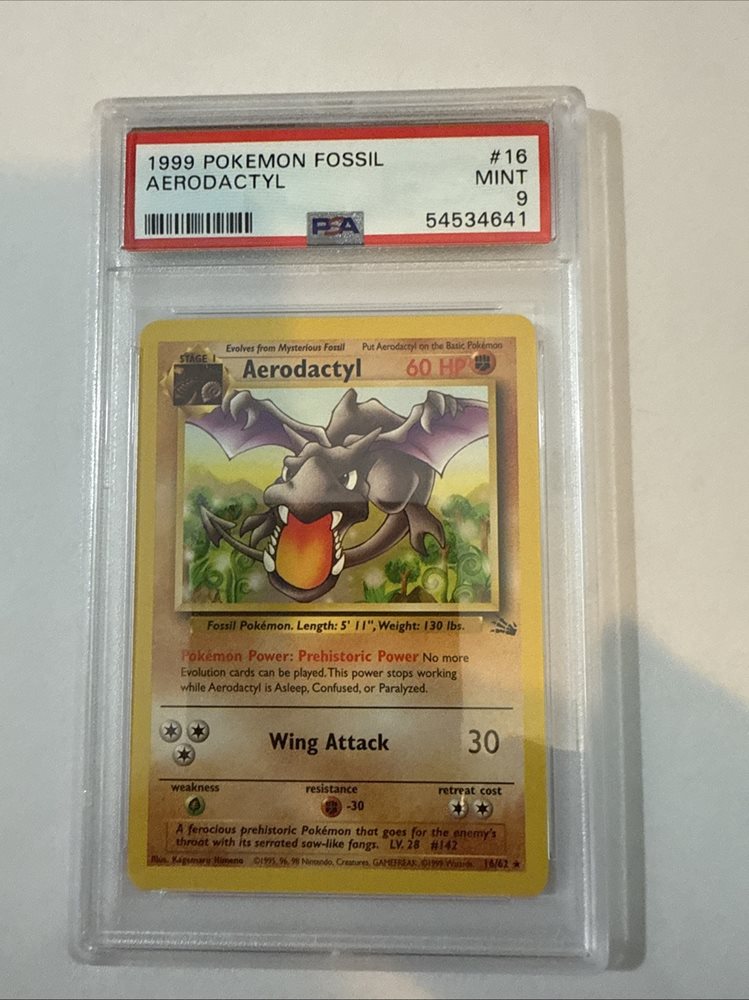 1999 POKEMON FOSSIL #16
AERODACTYL MINT
9
PSA 54534641
Evolves from Mysterious Fossil Put Aerodactyl on the Basic Pokémon
STAGE 1
Aerodactyl 60 HP
Fossil Pokémon. Length: 5' 11", Weight: 130 lbs.
Pokémon Power: Prehistoric Power No more
Evolution cards can be played. This power stops working
while Aerodactyl is Asleep, Confused, or Paralyzed.
Wing Attack 30
weakness resistance retreat cost
-30
A ferocious prehistoric Pokémon that goes for the enemy's
throat with its serrated saw-like fangs. LV. 28 #142
Illus. Kagemaru Himeno ©1995, 96, 98 Nintendo, Creatures, GAMEFREAK. ©1999 Wizards. 16/62